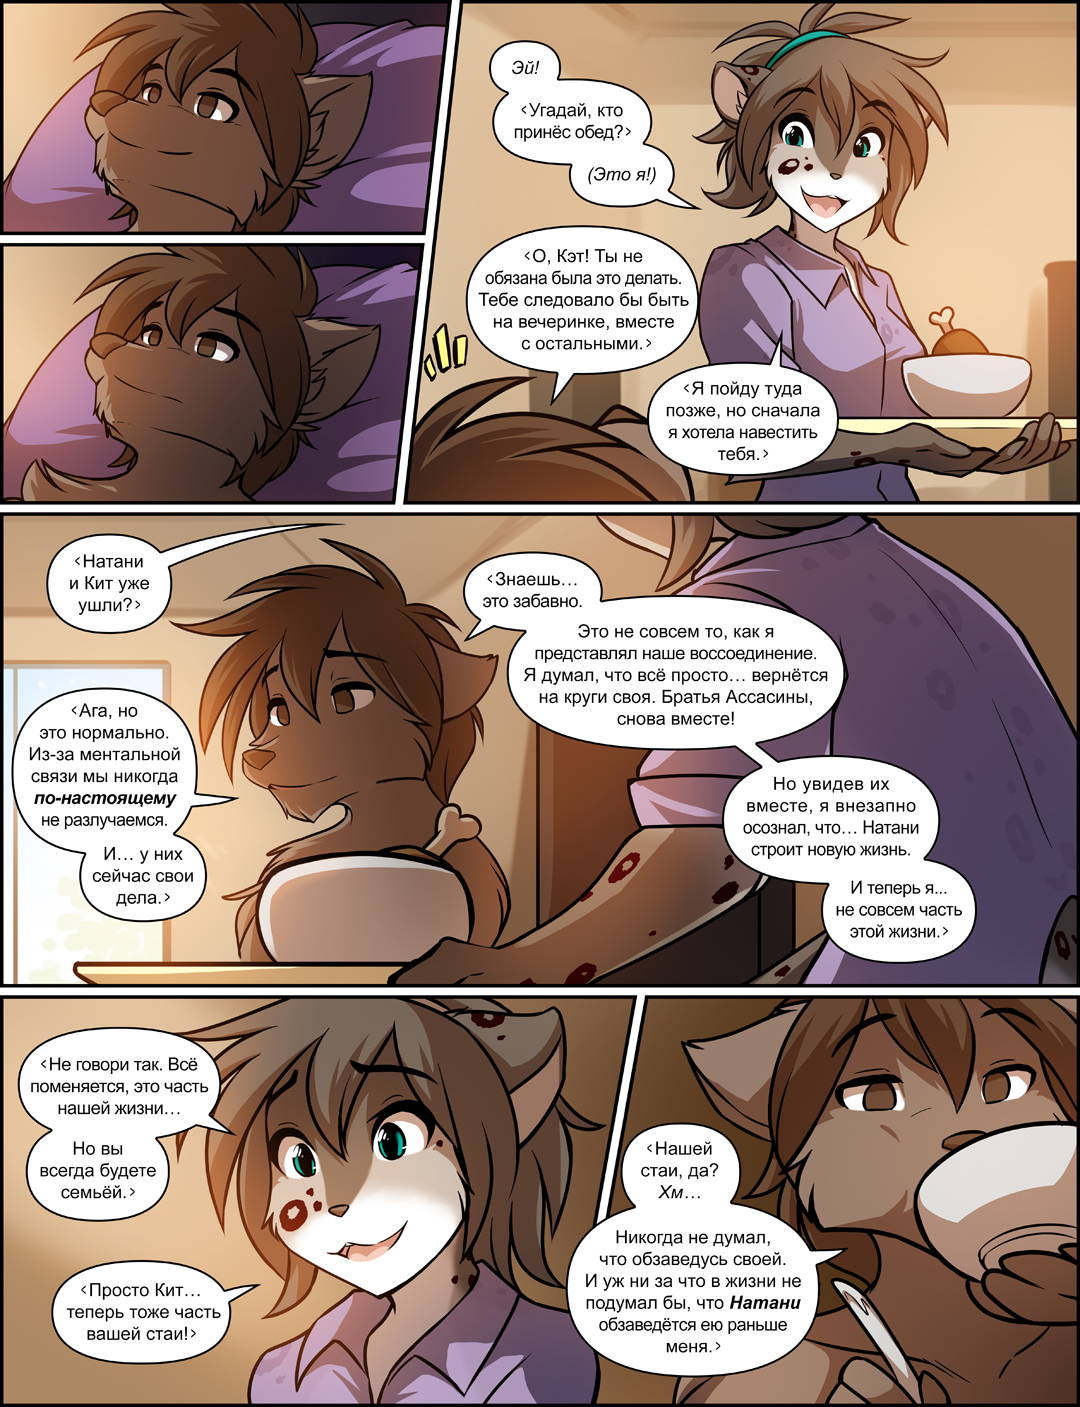 Эй!
‹Угадай, кто
принёс обед?›
(Это я!)
‹О, Кэт! Ты не
обязана была это делать.
Тебе следовало бы быть
на вечеринке, вместе
с остальными.›
‹Я пойду туда
позже, но сначала
я хотела навестить
тебя.›
‹Натани
и Кит уже
ушли?›
‹Ага, но
это нормально.
Из-за ментальной
связи мы никогда
по-настоящему
не разлучаемся.
И... у них
сейчас свои
дела.›
‹Знаешь...
это забавно.
Это не совсем то, как я
представлял наше воссоединение.
Я думал, что всё просто... вернётся
на круги своя. Братья Ассасины,
снова вместе!
Но увидев их
вместе, я внезапно
осознал, что... Натани
строит новую жизнь.
И теперь я...
не совсем часть
этой жизни.›
‹Не говори так. Всё
поменяется, это часть
нашей жизни...
Но вы
всегда будете
семьёй.›
‹Просто Кит...
теперь тоже часть
вашей стаи!›
‹Нашей
стаи, да?
Хм...
Никогда не думал,
что обзаведусь своей.
И уж ни за что в жизни не
подумал бы, что Натани
обзаведётся ею раньше
меня.›